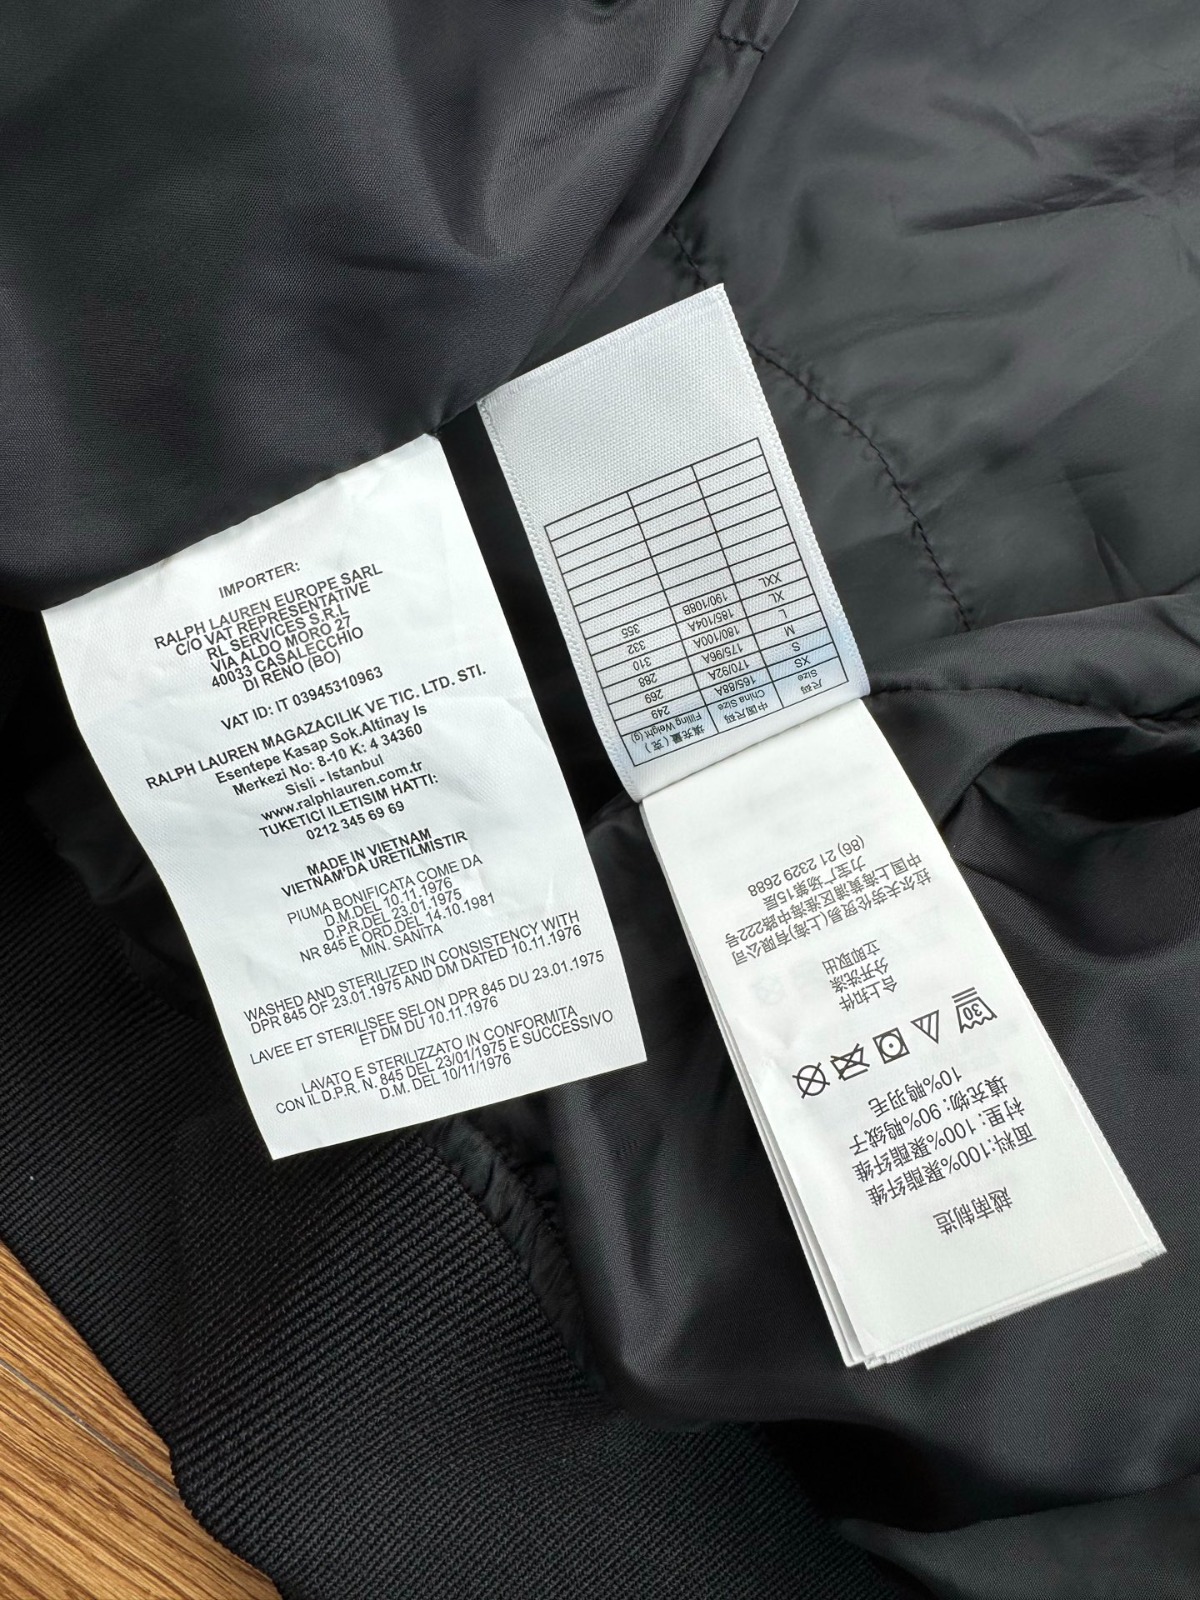 IMPORTER:
RALPH LAUREN EUROPE SARL
C/O VAT REPRESENTATIVE
RL SERVICES S.R.L
VIA ALDO MORO 27
40033 CASALECCHIO
DI RENO (BO)
VAT ID: IT 03945310963
RALPH LAUREN MAGAZACILIK VE TIC. LTD. STI.
Esentepe Kasap Sok.Altinay Is
Merkezi No: 8-10 K: 4 34360
Sisli - Istanbul
www.ralphlauren.com.tr
TUKETICI ILETISIM HATTI:
0212 345 69 69
MADE IN VIETNAM
VIETNAM'DA URETILMISTIR
PIUMA BONIFICATA COME DA
D.M.DEL 10.11.1976
D.P.R.DEL 23.01.1975
NR 845 E ORD.DEL 14.10.1981
MIN. SANITA
WASHED AND STERILIZED IN CONSISTENCY WITH
DPR 845 OF 23.01.1975 AND DM DATED 10.11.1976
LAVEE ET STERILISEE SELON DPR 845 DU 23.01.1975
ET DM DU 10.11.1976
LAVATO E STERILIZZATO IN CONFORMITA
CON IL D.P.R. N. 845 DEL 23/01/1975 E SUCCESSIVO
D.M. DEL 10/11/1976
尺码 中国尺码 填充量(克)
Size China Size Filling Weight (g)
XS 165/88A 249
S 170/92A 269
M 175/96A 288
L 180/100A 310
XL 185/104A 332
XXL 190/108B 355
越南制造
面料:100%聚酯纤维
衬里: 100%聚酯纤维
填充物: 90%鸭绒子
10%鸭羽毛
30
合上扣件
分开洗涤
立即取出
拉尔夫劳伦贸易(上海)有限公司
中国上海黄浦区淮海中路222号
力宝广场第15层
(86) 21 2329 2688